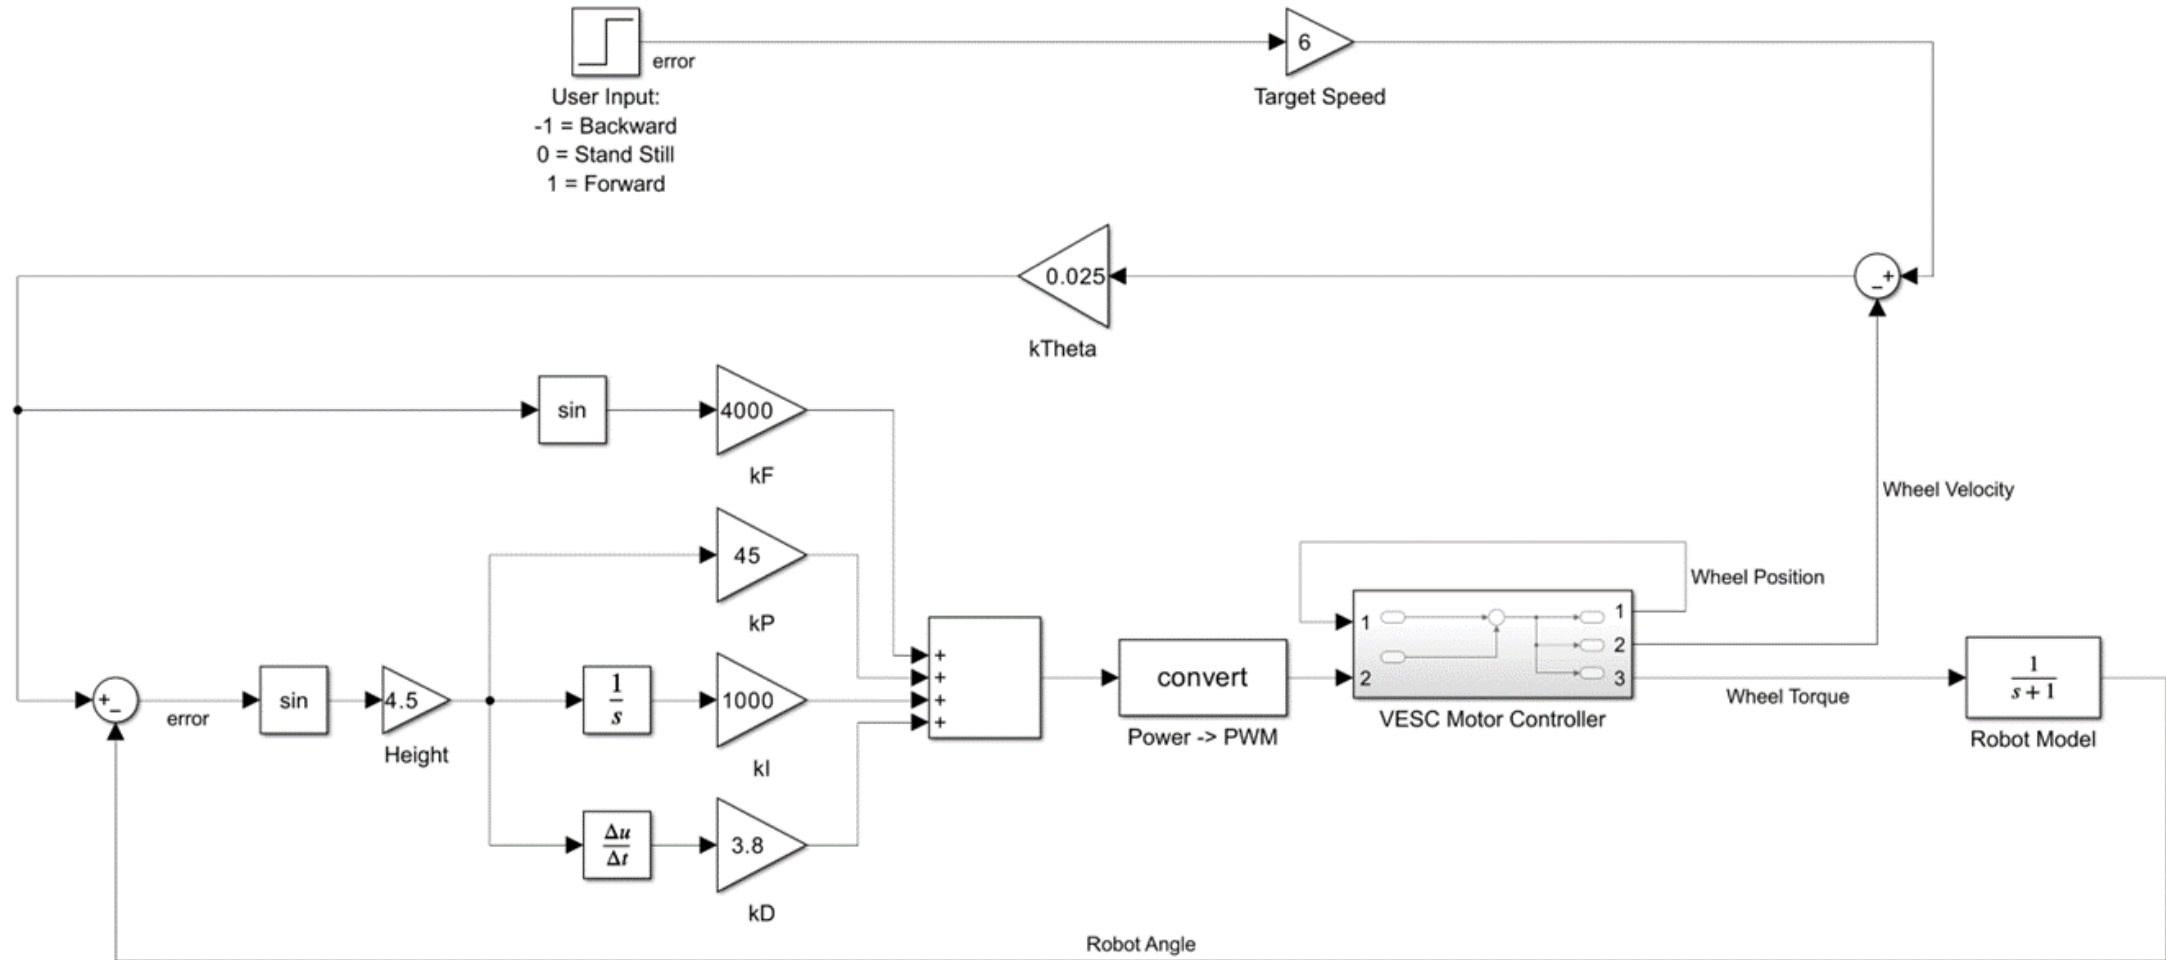 6
error
User Input:
-1 = Backward
0 = Stand Still
1 = Forward
Target Speed
+
−
0.025
kTheta
sin
4000
kF
Wheel Velocity
45
kP
Wheel Position
1
1
2
2
3
+
+
+
+
convert
Power -> PWM
VESC Motor Controller
Wheel Torque
1
s + 1
Robot Model
+
−
error
sin
4.5
Height
1
s
1000
kI
Δu
Δt
3.8
kD
Robot Angle